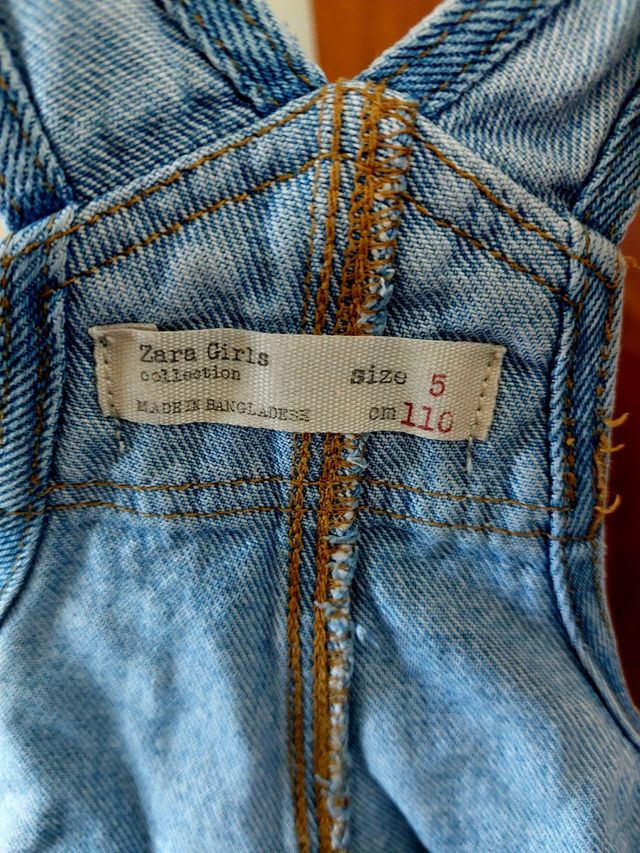 Zara Girls
collection
MADE IN BANGLADESH
size 5
cm 110